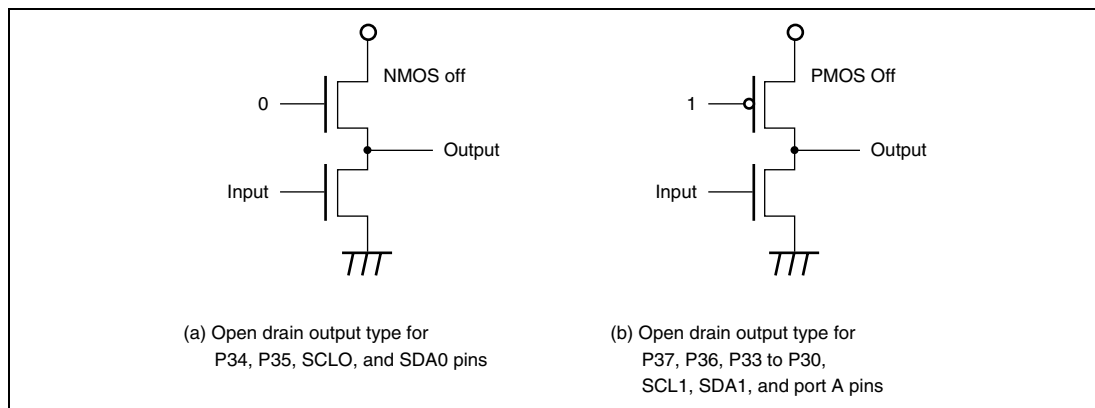 NMOS off
0
Output
Input
(a) Open drain output type for
P34, P35, SCLO, and SDA0 pins
PMOS Off
1
Output
Input
(b) Open drain output type for
P37, P36, P33 to P30,
SCL1, SDA1, and port A pins